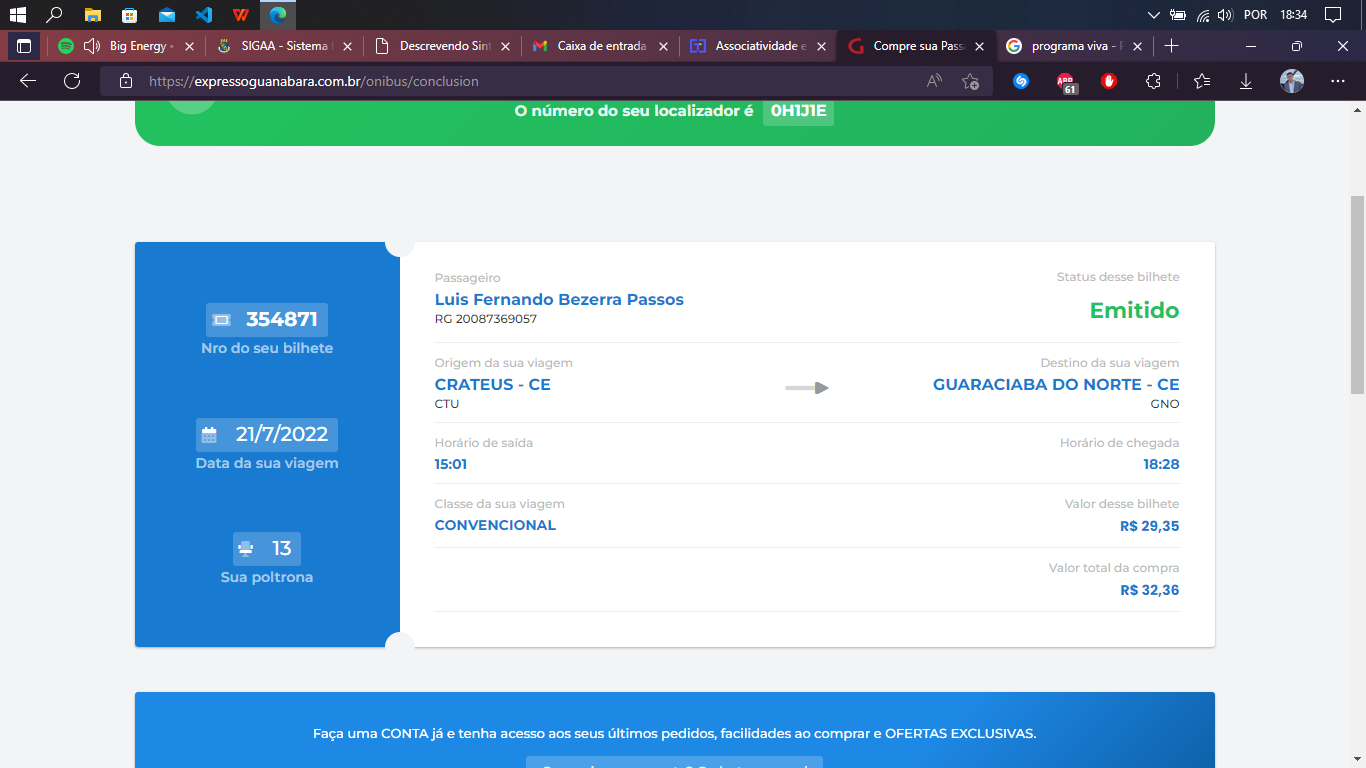 POR 18:34
Big Energy
SIGAA - Sistema
Descrevendo Sint
Caixa de entrada
Associatividade e
Compre sua Pass
programa viva -
https://expressoguanabara.com.br/onibus/conclusion
ABP
61
O número do seu localizador é 0H1J1E
354871
Nro do seu bilhete
21/7/2022
Data da sua viagem
13
Sua poltrona
Passageiro
Luis Fernando Bezerra Passos
RG 20087369057
Status desse bilhete
Emitido
Origem da sua viagem
CRATEUS - CE
CTU
Destino da sua viagem
GUARACIABA DO NORTE - CE
GNO
Horário de saída
15:01
Horário de chegada
18:28
Classe da sua viagem
CONVENCIONAL
Valor desse bilhete
R$ 29,35
Valor total da compra
R$ 32,36
Faça uma CONTA já e tenha acesso aos seus últimos pedidos, facilidades ao comprar e OFERTAS EXCLUSIVAS.